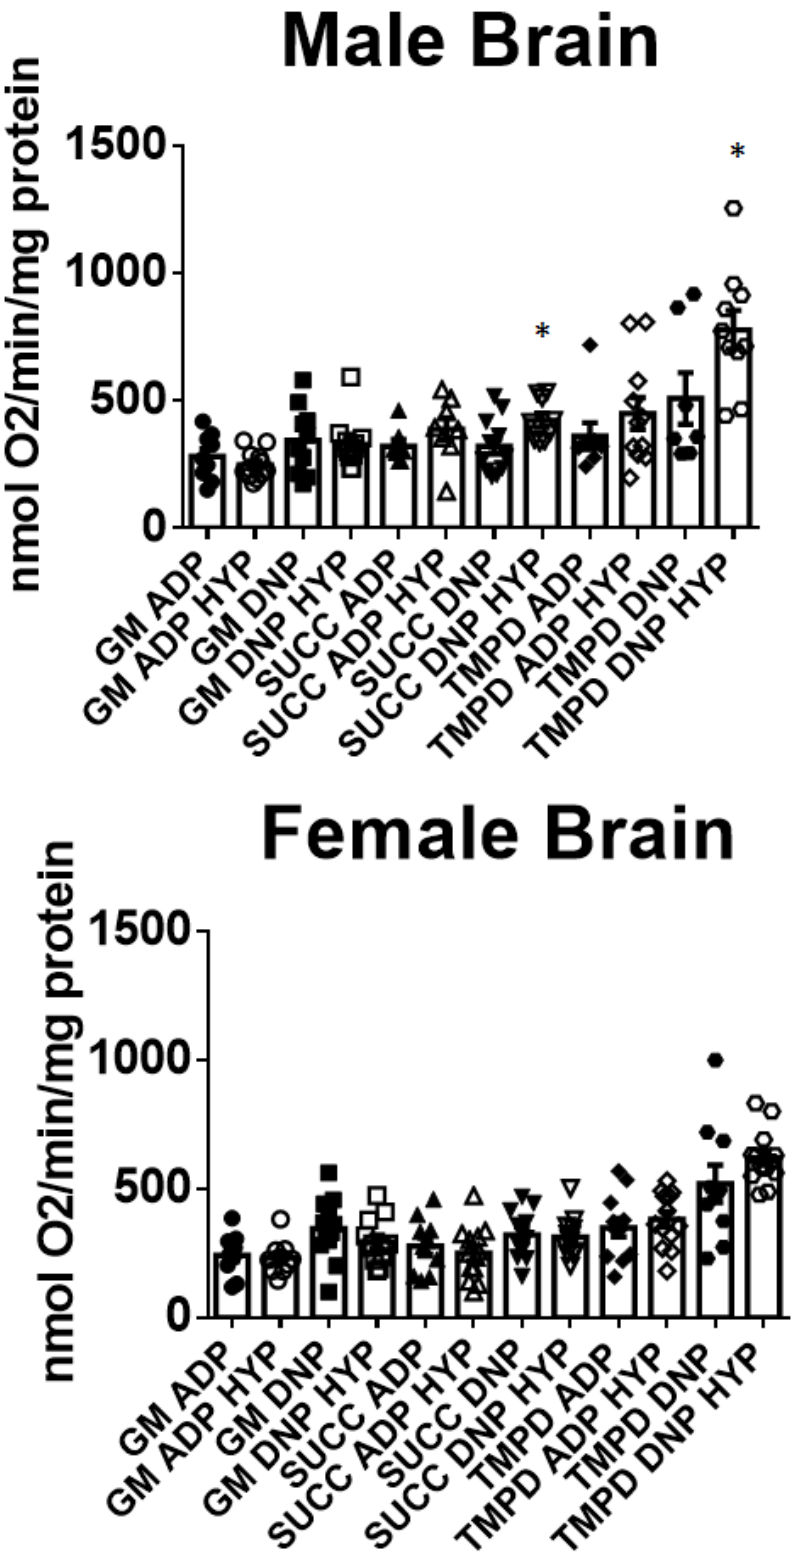 Male Brain
nmol O2/min/mg protein
1500
*
1000
*
500
0
GM ADP
GM ADP HYP
GM DNP
GM DNP HYP
SUCC ADP
SUCC ADP HYP
SUCC DNP
SUCC DNP HYP
TMPD ADP
TMPD ADP HYP
TMPD DNP
TMPD DNP HYP
Female Brain
nmol O2/miin/mg protein
1500
1000
500
0
GM ADP
GM ADP HYP
GM DNP
GM DNP HYP
SUCC ADP
SUCC ADP HYP
SUCC DNP
SUCC DNP HYP
TMPD ADP
TMPD ADP HYP
TMPD DNP
TMPD DNP HYP